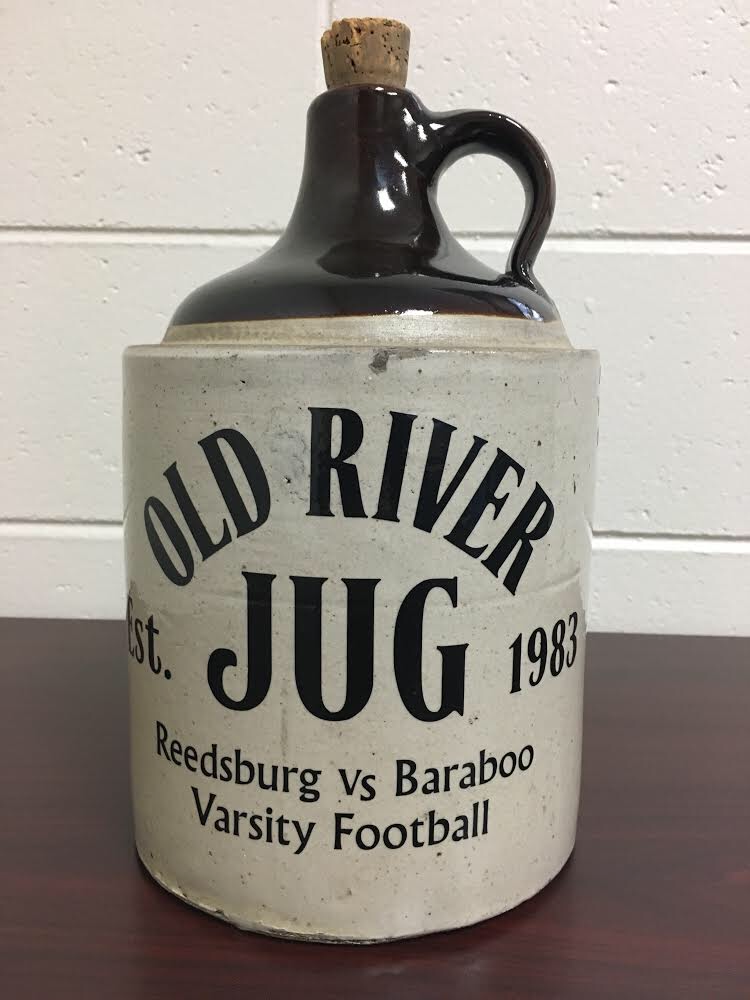 OLD RIVER
JUG
Est. 1983
Reedsburg vs Baraboo
Varsity Football